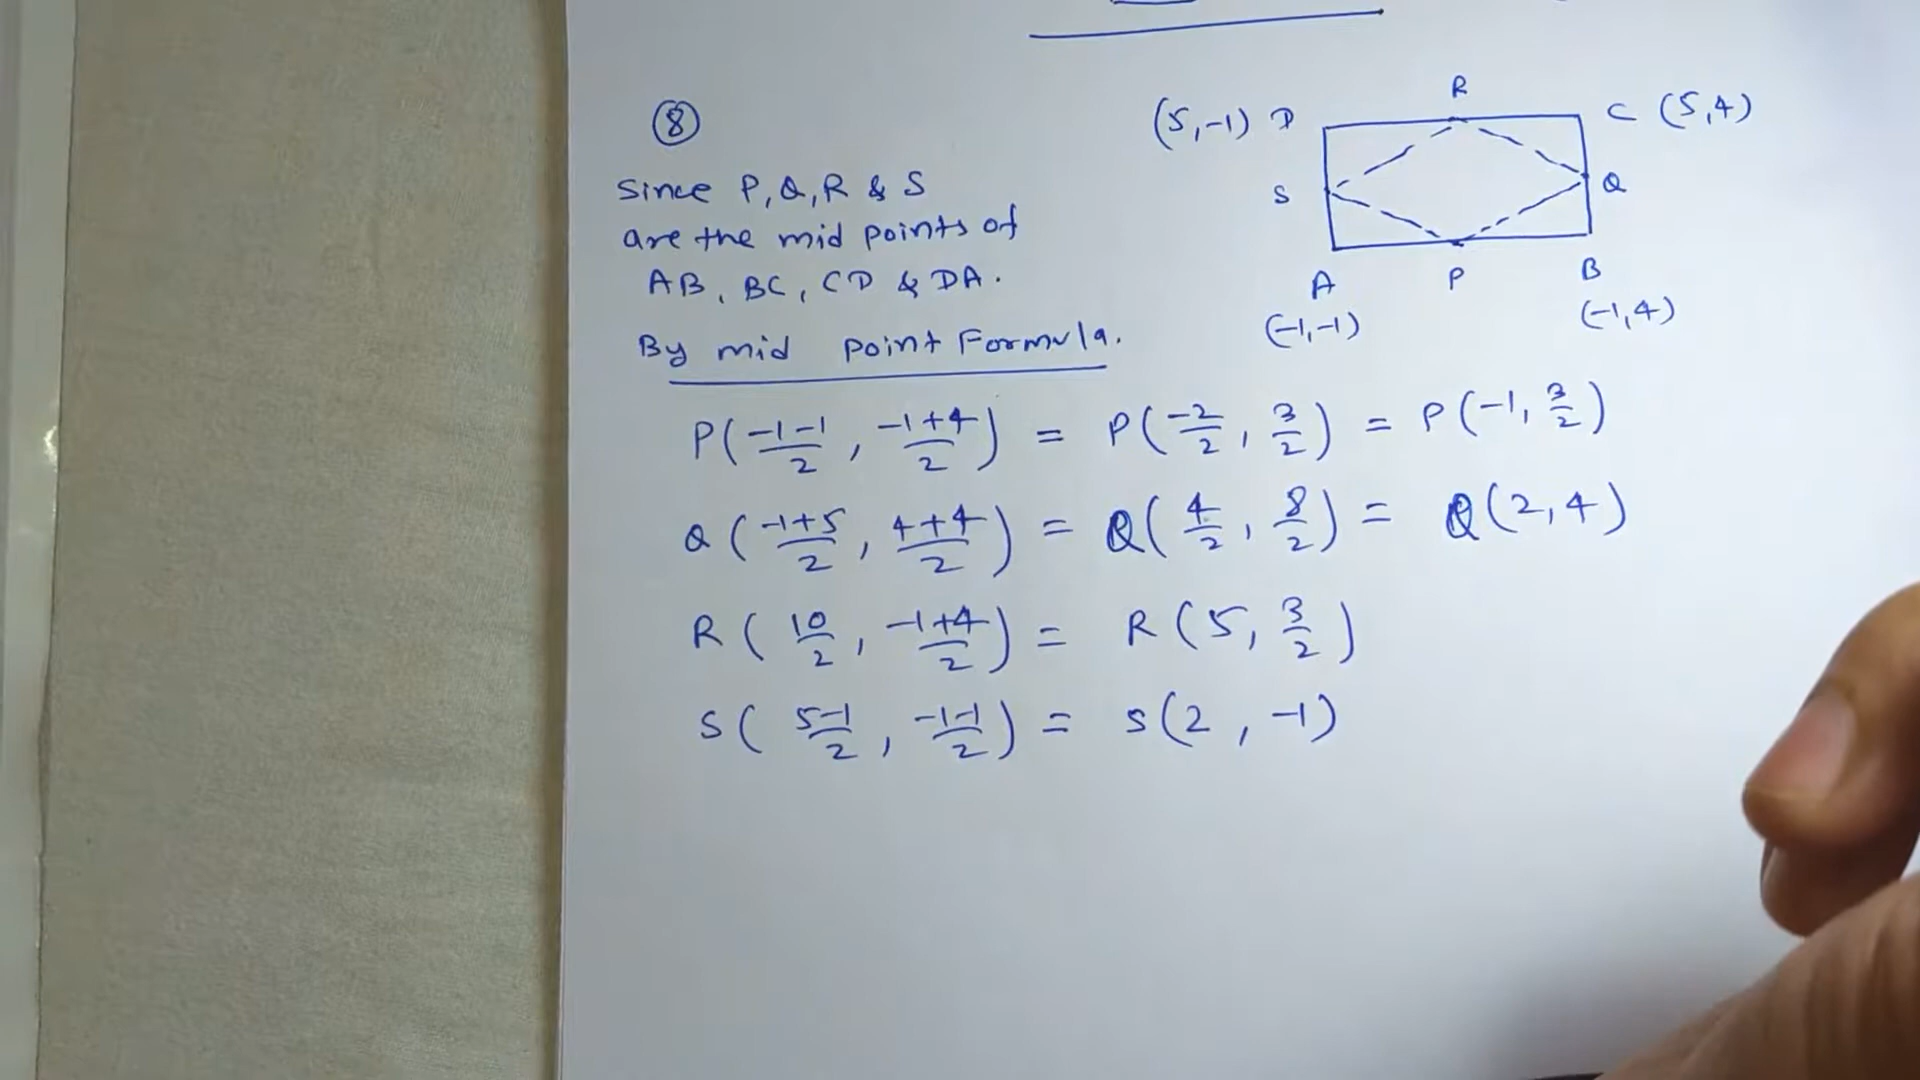 8
Since P, Q, R & S
are the mid points of
AB, BC, CD & DA.
By mid point Formula.
R
(5,-1) D
C (5,4)
S
Q
A
P
B
(-1,-1)
(-1,4)
P(-1-1/2, -1+4/2) = P(-2/2, 3/2) = P(-1, 3/2)
Q(-1+5/2, 4+4/2) = Q(4/2, 8/2) = Q(2,4)
R(10/2, -1+4/2) = R(5, 3/2)
S(5-1/2, -1-1/2) = S(2, -1)